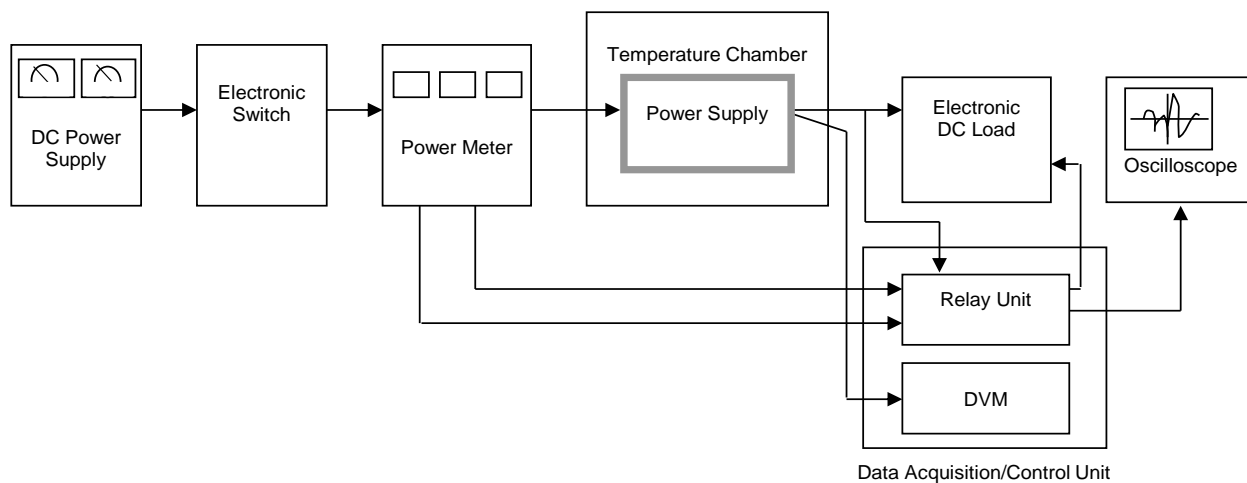 DC Power
Supply
Electronic
Switch
Power Meter
Temperature Chamber
Power Supply
Electronic
DC Load
Oscilloscope
Relay Unit
DVM
Data Acquisition/Control Unit